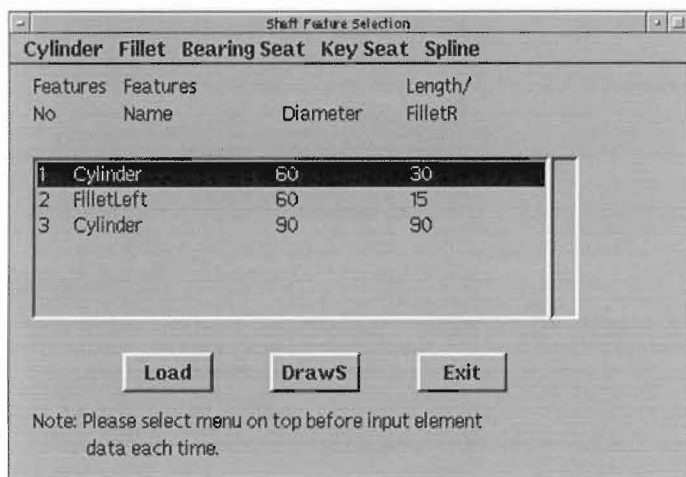 Shaft Feature Selection
Cylinder Fillet Bearing Seat Key Seat Spline
Features Features Length/
No Name Diameter FilletR
1 Cylinder 60 30
2 FilletLeft 60 15
3 Cylinder 90 90
Load DrawS Exit
Note: Please select menu on top before input element
data each time.